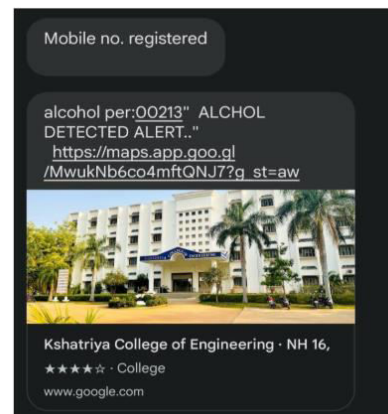 Mobile no. registered
alcohol per:00213" ALCHOL
DETECTED ALERT.."
https://maps.app.goo.gl
/MwukNb6co4mftQNJ7?g_st=aw
Kshatriya College of Engineering · NH 16,
★★★★☆ · College
www.google.com